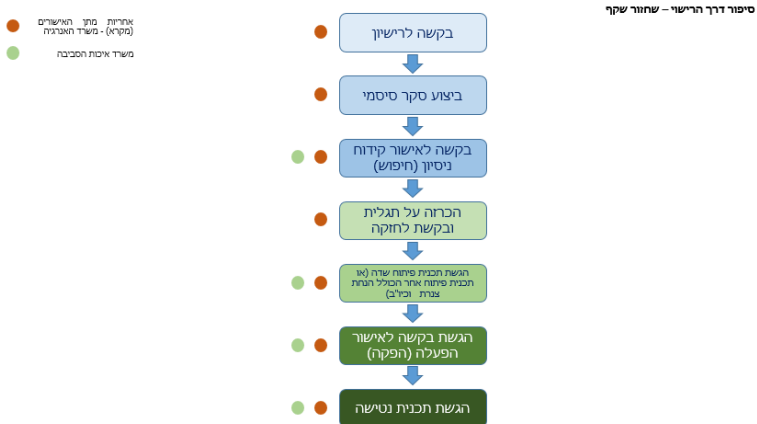 סיפור דרך הרישוי – שחזור שקף
אחריות מתן האישורים
(מקרא) - משרד האנרגיה
משרד איכות הסביבה
בקשה לרישיון
ביצוע סקר סיסמי
בקשה לאישור קידוח
ניסיון (חיפוש)
הכרזה על תגלית
ובקשת לחזקה
הגשת תכנית פיתוח שדה (או
תכנית פיתוח אחר הכולל הנחת
צנרת וכיו"ב)
הגשת בקשה לאישור
הפעלה (הפקה)
הגשת תכנית נטישה